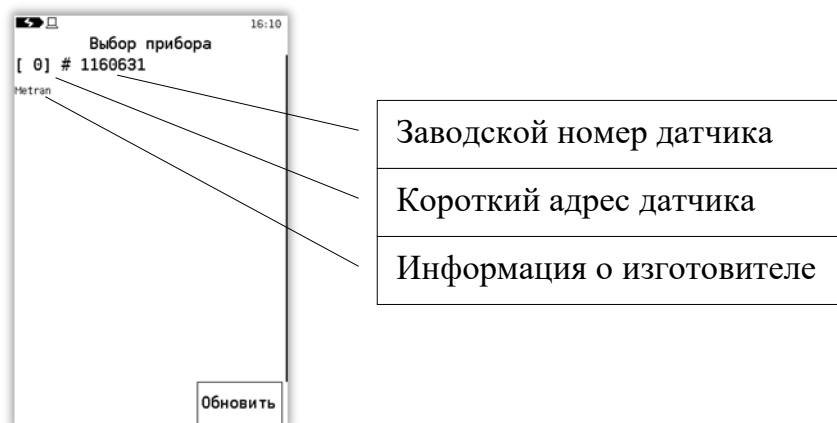 16:10
Выбор прибора
[ 0] # 1160631
Metran
Заводской номер датчика
Короткий адрес датчика
Информация о изготовителе
Обновить